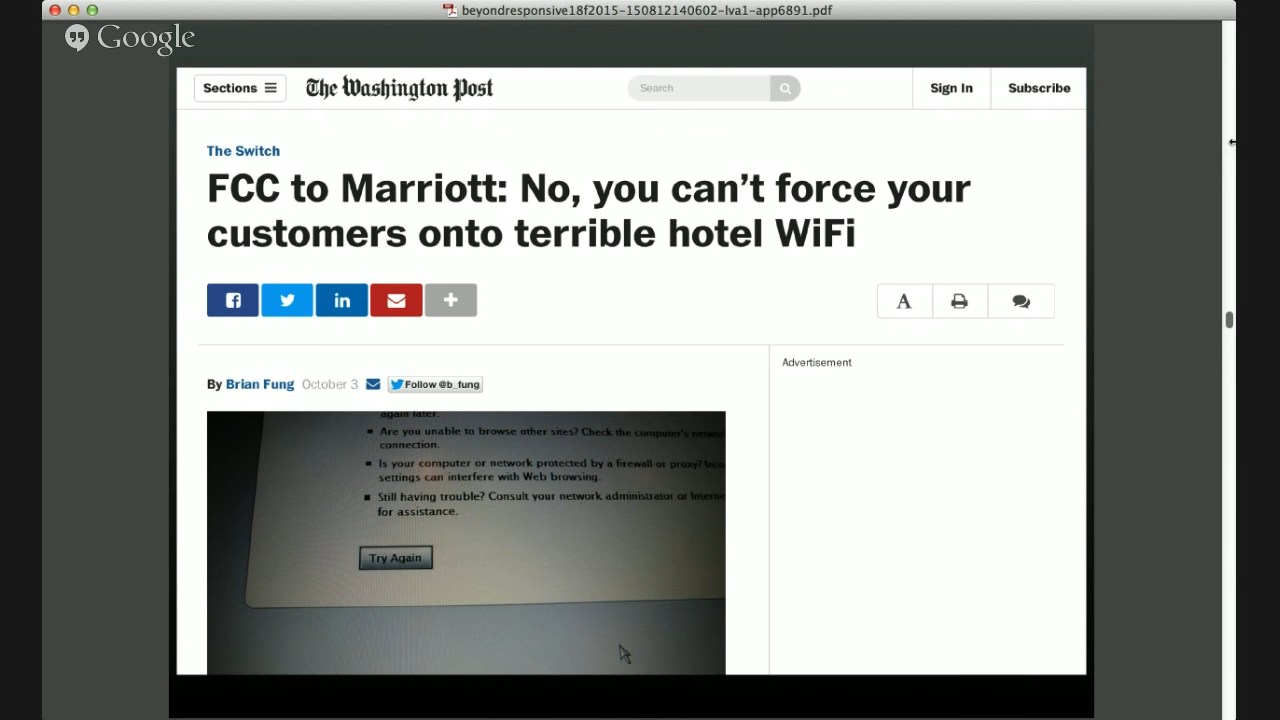 beyondresponsive18f2015-150812140602-lva1-app6891.pdf
Google
Sections
The Washington Post
Search
Sign In
Subscribe
The Switch
FCC to Marriott: No, you can't force your
customers onto terrible hotel WiFi
in
A
By Brian Fung October 3
Follow @b_fung
Advertisement
again later.
Are you unable to browse other sites? Check the computer's
connection.
Is your computer or network protected by a firewall or proxy?
settings can interfere with Web browsing.
Still having trouble? Consult your network administrator or
for assistance.
Try Again